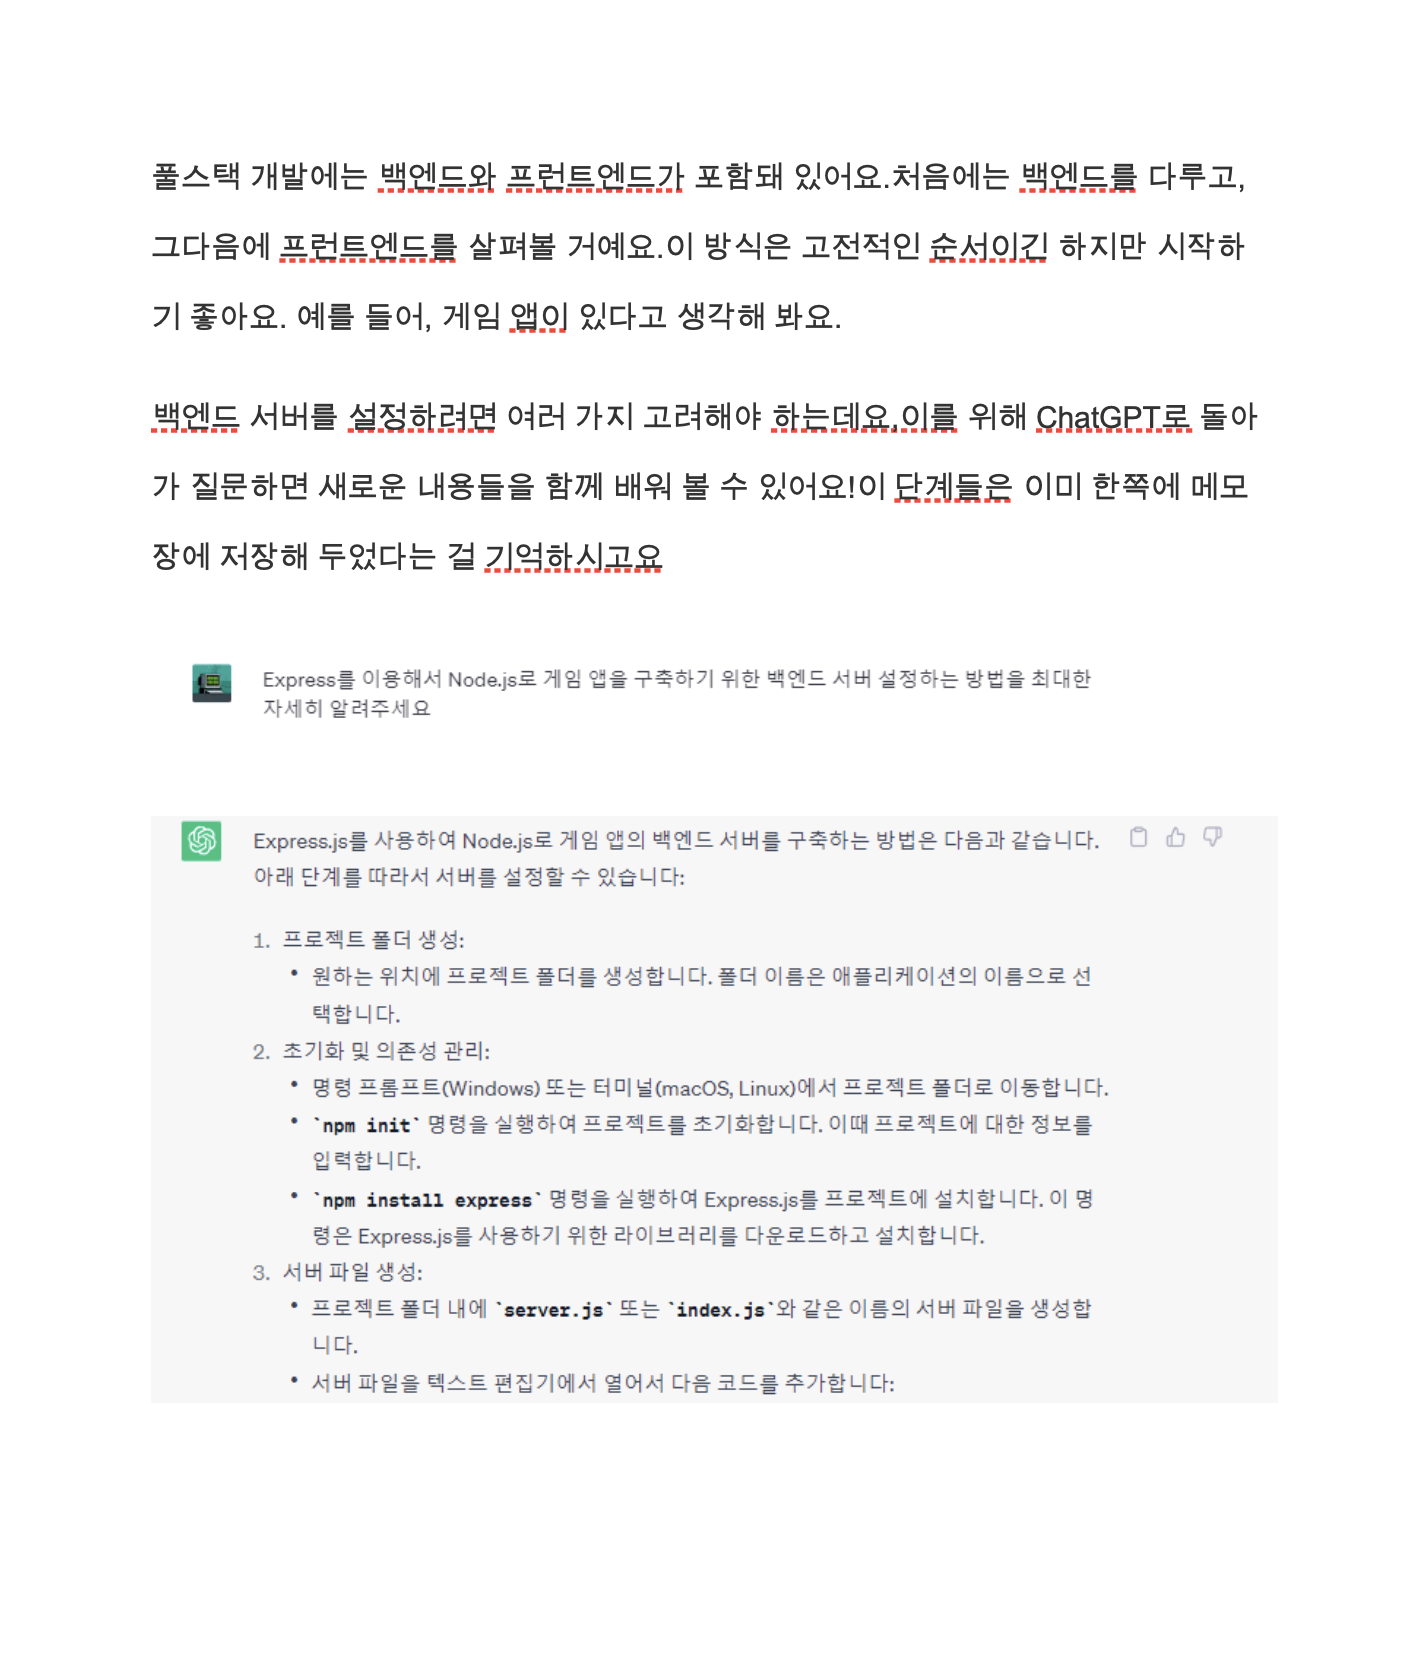 풀스택 개발에는 백엔드와 프런트엔드가 포함돼 있어요.처음에는 백엔드를 다루고,
그다음에 프런트엔드를 살펴볼 거예요.이 방식은 고전적인 순서이긴 하지만 시작하
기 좋아요. 예를 들어, 게임 앱이 있다고 생각해 봐요.
백엔드 서버를 설정하려면 여러 가지 고려해야 하는데요,이를 위해 ChatGPT로 돌아
가 질문하면 새로운 내용들을 함께 배워 볼 수 있어요!이 단계들은 이미 한쪽에 메모
장에 저장해 두었다는 걸 기억하시고요
Express를 이용해서 Node.js로 게임 앱을 구축하기 위한 백엔드 서버 설정하는 방법을 최대한
자세히 알려주세요
Express.js를 사용하여 Node.js로 게임 앱의 백엔드 서버를 구축하는 방법은 다음과 같습니다.
아래 단계를 따라서 서버를 설정할 수 있습니다:
1. 프로젝트 폴더 생성:
• 원하는 위치에 프로젝트 폴더를 생성합니다. 폴더 이름은 애플리케이션의 이름으로 선
택합니다.
2. 초기화 및 의존성 관리:
• 명령 프롬프트(Windows) 또는 터미널(macOS, Linux)에서 프로젝트 폴더로 이동합니다.
• `npm init` 명령을 실행하여 프로젝트를 초기화합니다. 이때 프로젝트에 대한 정보를
입력합니다.
• `npm install express` 명령을 실행하여 Express.js를 프로젝트에 설치합니다. 이 명
령은 Express.js를 사용하기 위한 라이브러리를 다운로드하고 설치합니다.
3. 서버 파일 생성:
• 프로젝트 폴더 내에 `server.js` 또는 `index.js`와 같은 이름의 서버 파일을 생성합
니다.
• 서버 파일을 텍스트 편집기에서 열어서 다음 코드를 추가합니다: